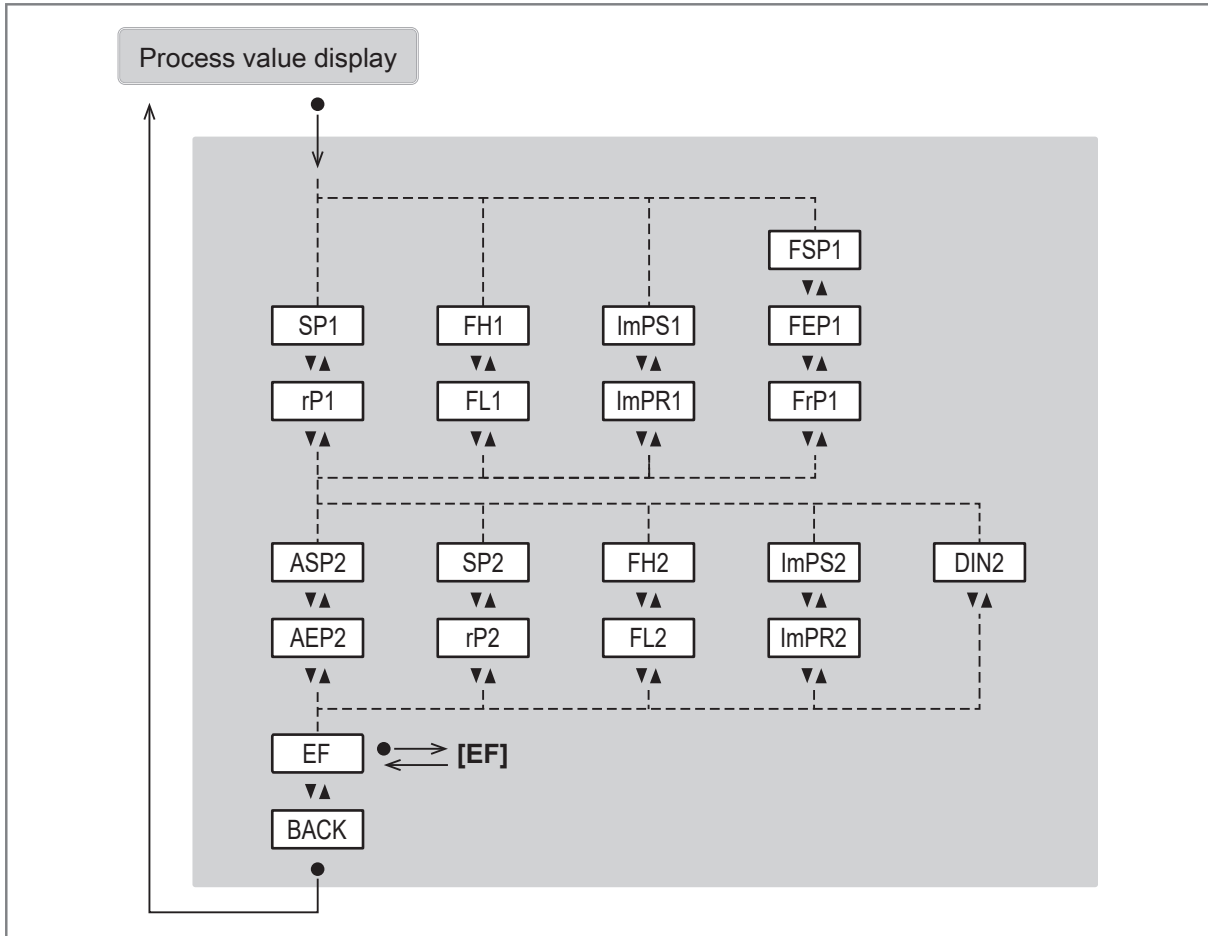 Process value display
FSP1
SP1 FH1 ImPS1 FEP1
rP1 FL1 ImPR1 FrP1
ASP2 SP2 FH2 ImPS2 DIN2
AEP2 rP2 FL2 ImPR2
EF [EF]
BACK